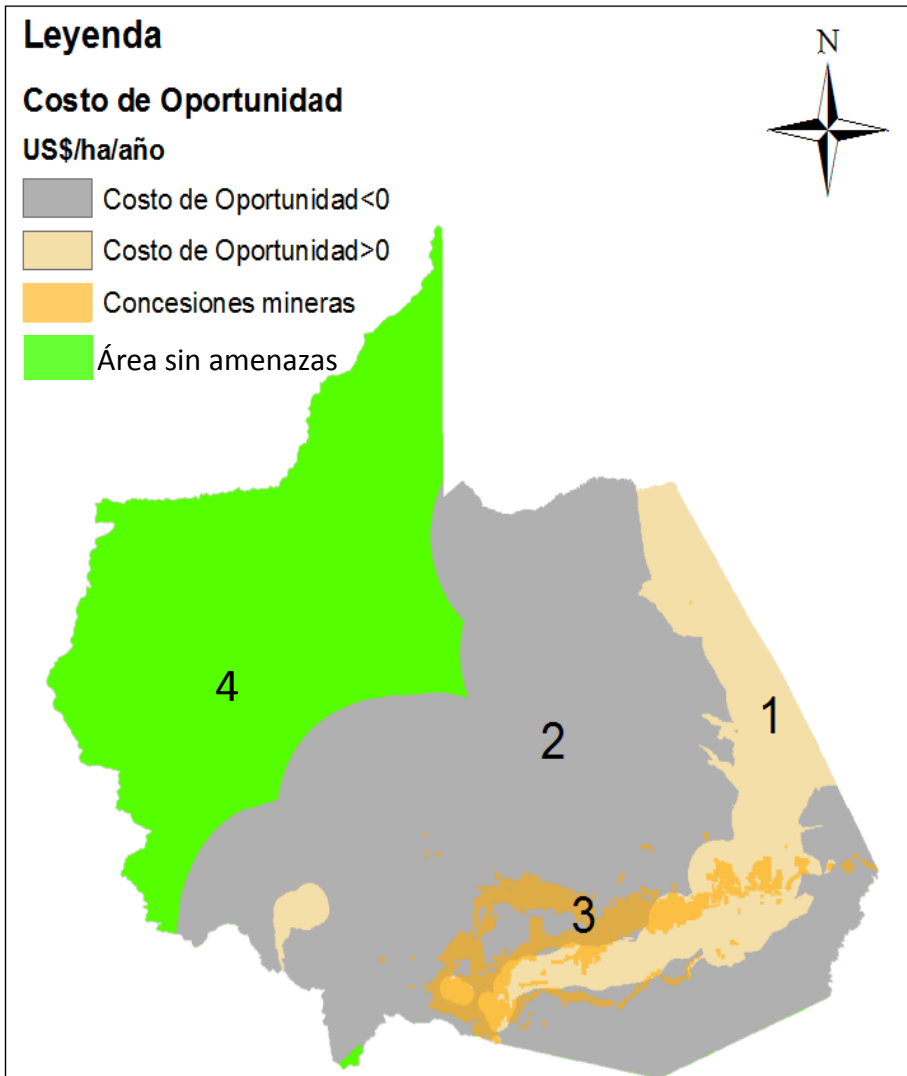 Leyenda
N
Costo de Oportunidad
US$/ha/año
Costo de Oportunidad<0
Costo de Oportunidad>0
Concesiones mineras
Área sin amenazas
4
1
2
3